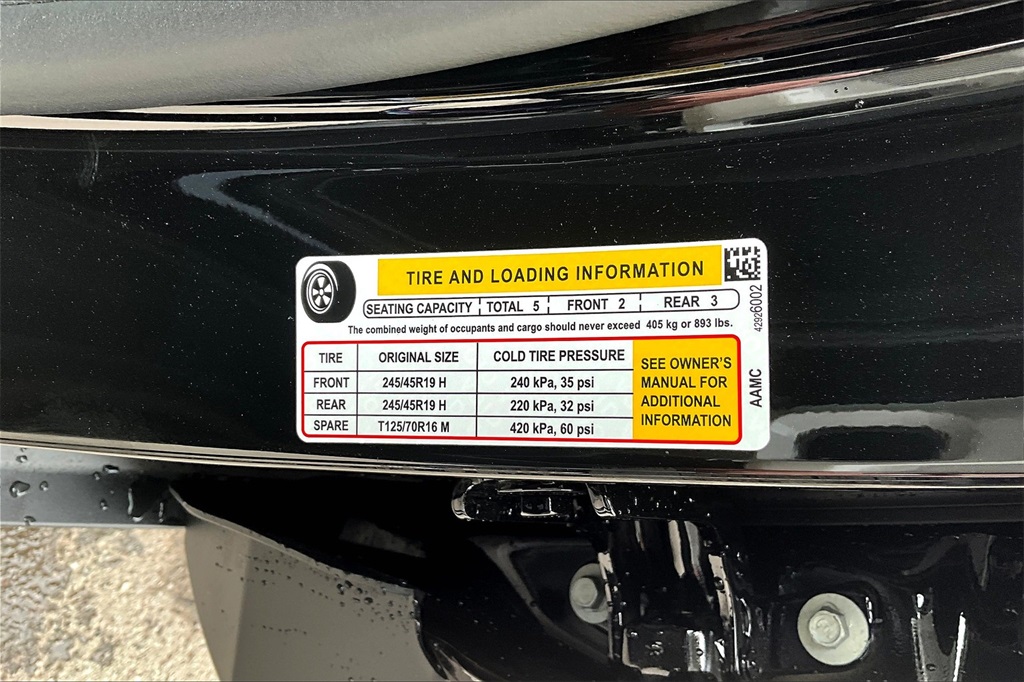 TIRE AND LOADING INFORMATION
SEATING CAPACITY TOTAL 5 FRONT 2 REAR 3
The combined weight of occupants and cargo should never exceed 405 kg or 893 lbs.
TIRE ORIGINAL SIZE COLD TIRE PRESSURE
FRONT 245/45R19 H 240 kPa, 35 psi
REAR 245/45R19 H 220 kPa, 32 psi
SPARE T125/70R16 M 420 kPa, 60 psi
SEE OWNER'S
MANUAL FOR
ADDITIONAL
INFORMATION
42926002
AAMC